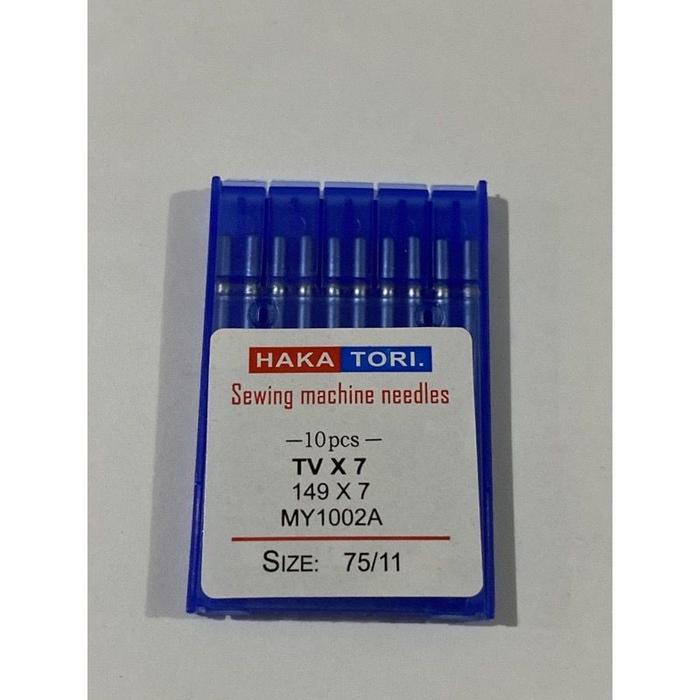 HAKA TORI.
Sewing machine needles
—10pcs—
TV X 7
149 X 7
MY1002A
SIZE: 75/11